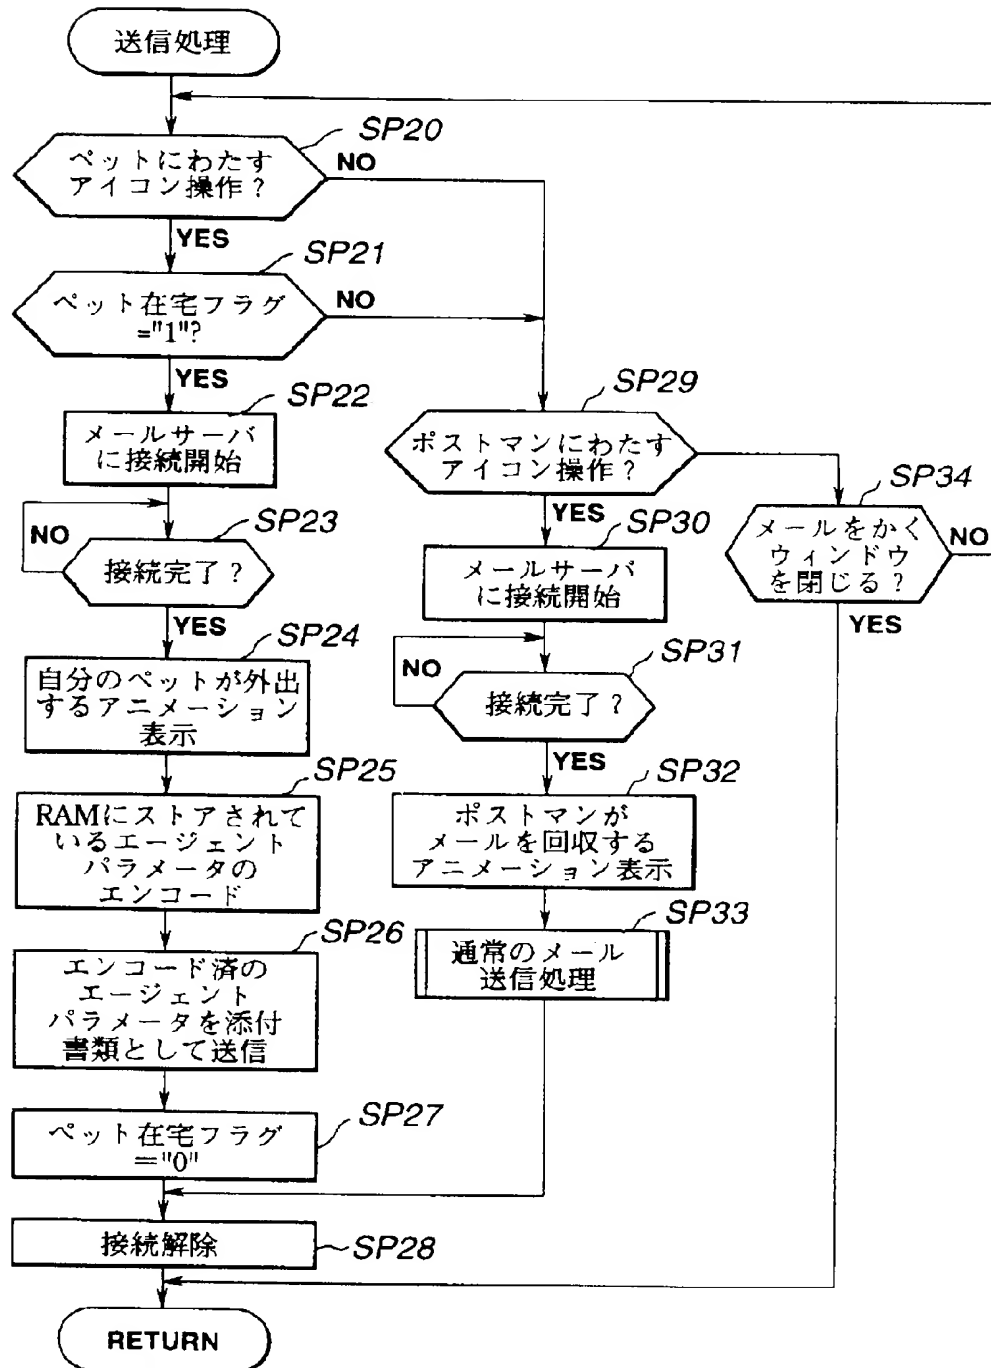 送信処理
SP20
ペットにわたす
アイコン操作?
NO
YES
SP21
ペット在宅フラグ
="1"?
NO
YES
SP22
メールサーバ
に接続開始
SP23
NO
接続完了?
YES
SP24
自分のペットが外出
するアニメーション
表示
SP25
RAMにストアされて
いるエージェント
パラメータの
エンコード
SP26
エンコード済の
エージェント
パラメータを添付
書類として送信
SP27
ペット在宅フラグ
="0"
接続解除
SP28
RETURN
SP29
ポストマンにわたす
アイコン操作?
YES
SP30
メールサーバ
に接続開始
SP31
NO
接続完了?
YES
SP32
ポストマンが
メールを回収する
アニメーション表示
SP33
通常のメール
送信処理
SP34
メールをかく
ウィンドウ
を閉じる?
NO
YES